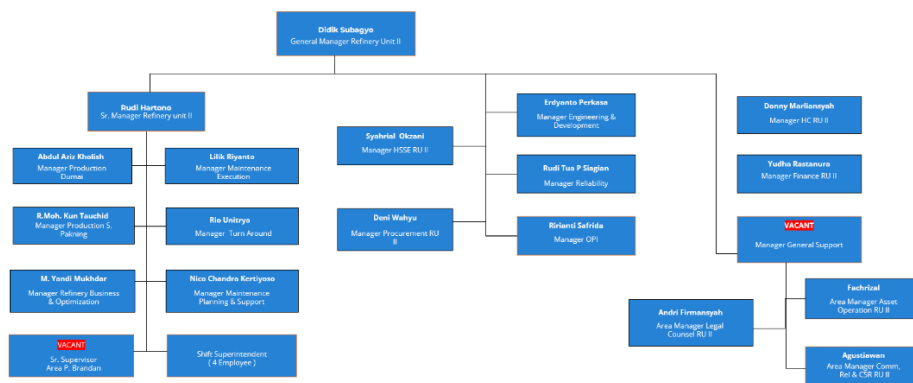 Didik Subagyo
General Manager Refinery Unit II
Rudi Hartono
Sr. Manager Refinery unit II
Abdul Aziz Kholish
Manager Production
Dumai
Lilik Riyanto
Manager Maintenance
Execution
R.Moh. Kun Tauchid
Manager Production S.
Pakning
Rio Unitryo
Manager Turn Around
M. Yandi Mukhdor
Manager Refinery Business
& Optimization
Nico Chandra Kertiyoso
Manager Maintenance
Planning & Support
VACANT
Sr. Supervisor
Area P. Brandan
Shift Superintendent
( 4 Employee )
Syahrial Okzani
Manager HSSE RU II
Deni Wahyu
Manager Procurement RU
II
Erdyanto Perkasa
Manager Engineering &
Development
Rudi Tua P Siagian
Manager Reliability
Ririanti Safrida
Manager OPI
Donny Marliansyah
Manager HC RU II
Yudha Rastanura
Manager Finance RU II
VACANT
Manager General Support
Andri Firmansyah
Area Manager Legal
Counsel RU II
Fachrizal
Area Manager Asset
Operation RU II
Agustiawan
Area Manager Comm,
Rel & CSR RU II